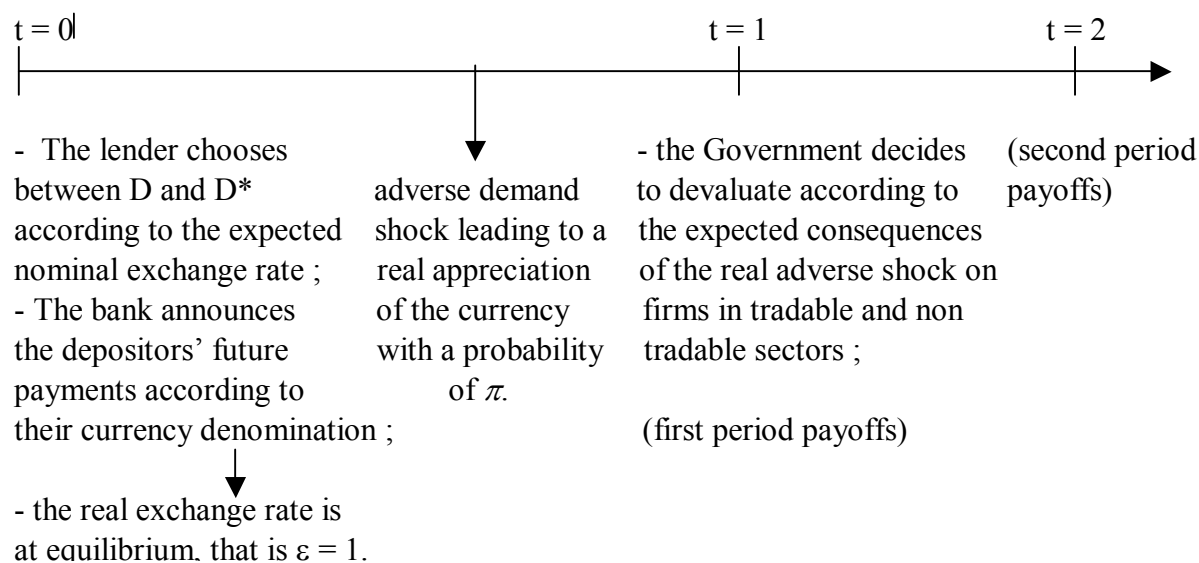 t = 0
t = 1
t = 2
- The lender chooses
between D and D*
according to the expected
nominal exchange rate ;
- The bank announces
the depositors’ future
payments according to
their currency denomination ;
- the real exchange rate is
at equilibrium, that is ε = 1.
adverse demand
shock leading to a
real appreciation
of the currency
with a probability
of π.
- the Government decides
to devaluate according to
the expected consequences
of the real adverse shock on
firms in tradable and non
tradable sectors ;
(first period payoffs)
(second period
payoffs)